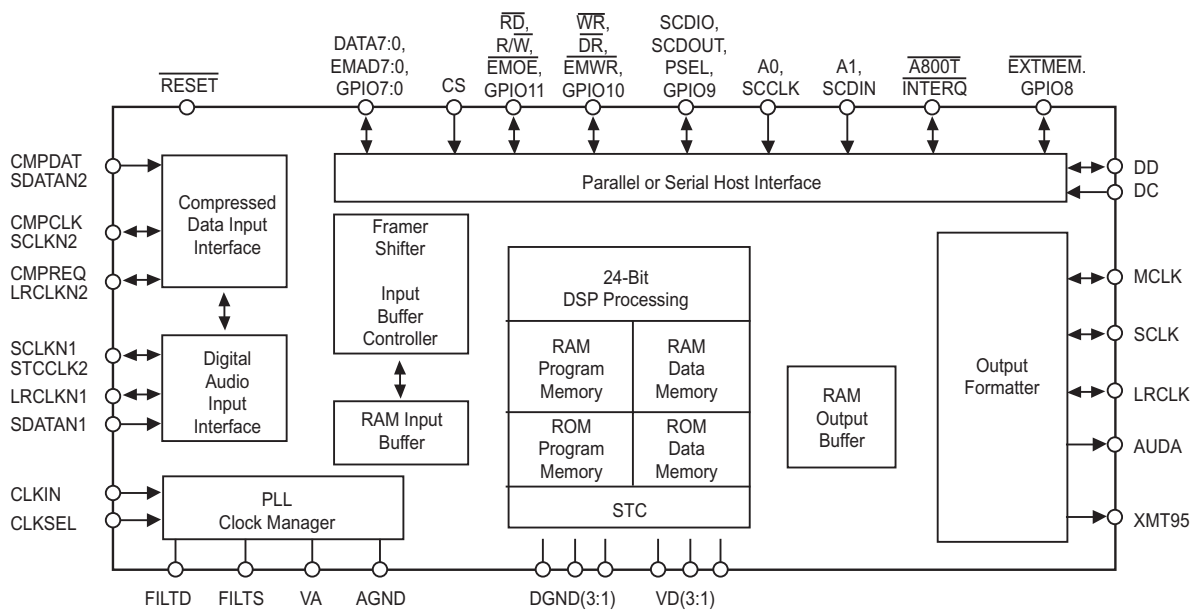 RESET
DATA7:0,
EMAD7:0,
GPIO7:0
CS
RD,
R/W,
EMOE,
GPIO11
WR,
DR,
EMWR,
GPIO10
SCDIO,
SCDOUT,
PSEL,
GPIO9
A0,
SCCLK
A1,
SCDIN
A800T
INTERQ
EXTMEM.
GPIO8
CMPDAT
SDATAN2
CMPCLK
SCLKN2
CMPREQ
LRCLKN2
SCLKN1
STCCLK2
LRCLKN1
SDATAN1
CLKIN
CLKSEL
Compressed
Data Input
Interface
Digital
Audio
Input
Interface
PLL
Clock Manager
Parallel or Serial Host Interface
Framer
Shifter
Input
Buffer
Controller
RAM Input
Buffer
24-Bit
DSP Processing
RAM
Program
Memory
RAM
Data
Memory
ROM
Program
Memory
ROM
Data
Memory
STC
RAM
Output
Buffer
Output
Formatter
DD
DC
MCLK
SCLK
LRCLK
AUDA
XMT95
FILTD
FILTS
VA
AGND
DGND(3:1)
VD(3:1)